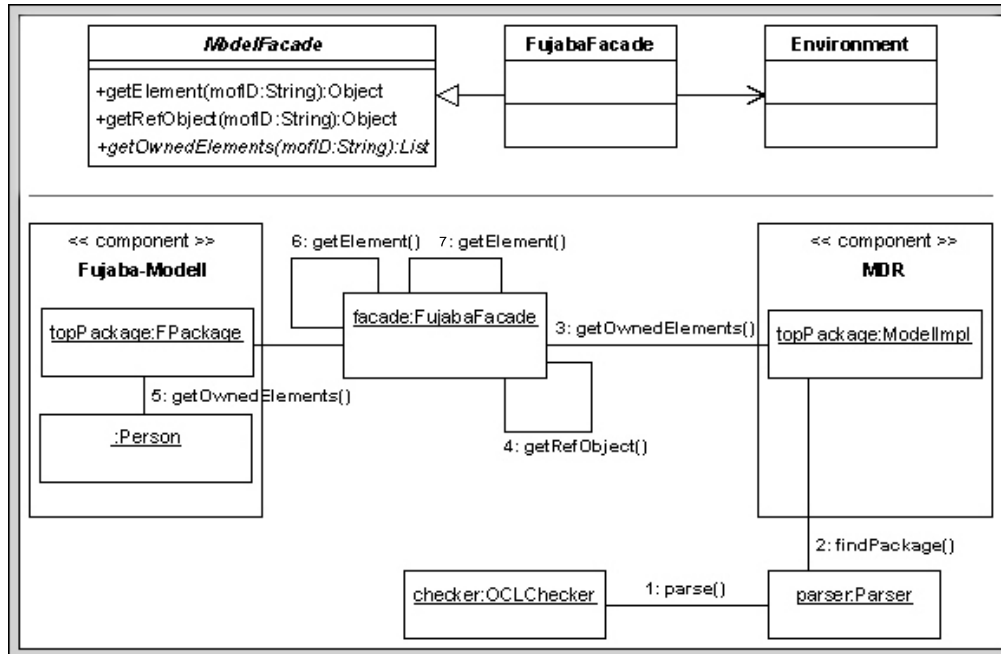 ModelFacade
+getElement(mofID:String):Object
+getRefObject(mofID:String):Object
+getOwnedElements(mofID:String):List
FujabaFacade
Environment
<< component >>
Fujaba-Modell
topPackage:FPackage
5: getOwnedElements()
:Person
6: getElement()
7: getElement()
facade:FujabaFacade
3: getOwnedElements()
4: getRefObject()
<< component >>
MDR
topPackage:ModelImpl
2: findPackage()
checker:OCLChecker
1: parse()
parser:Parser